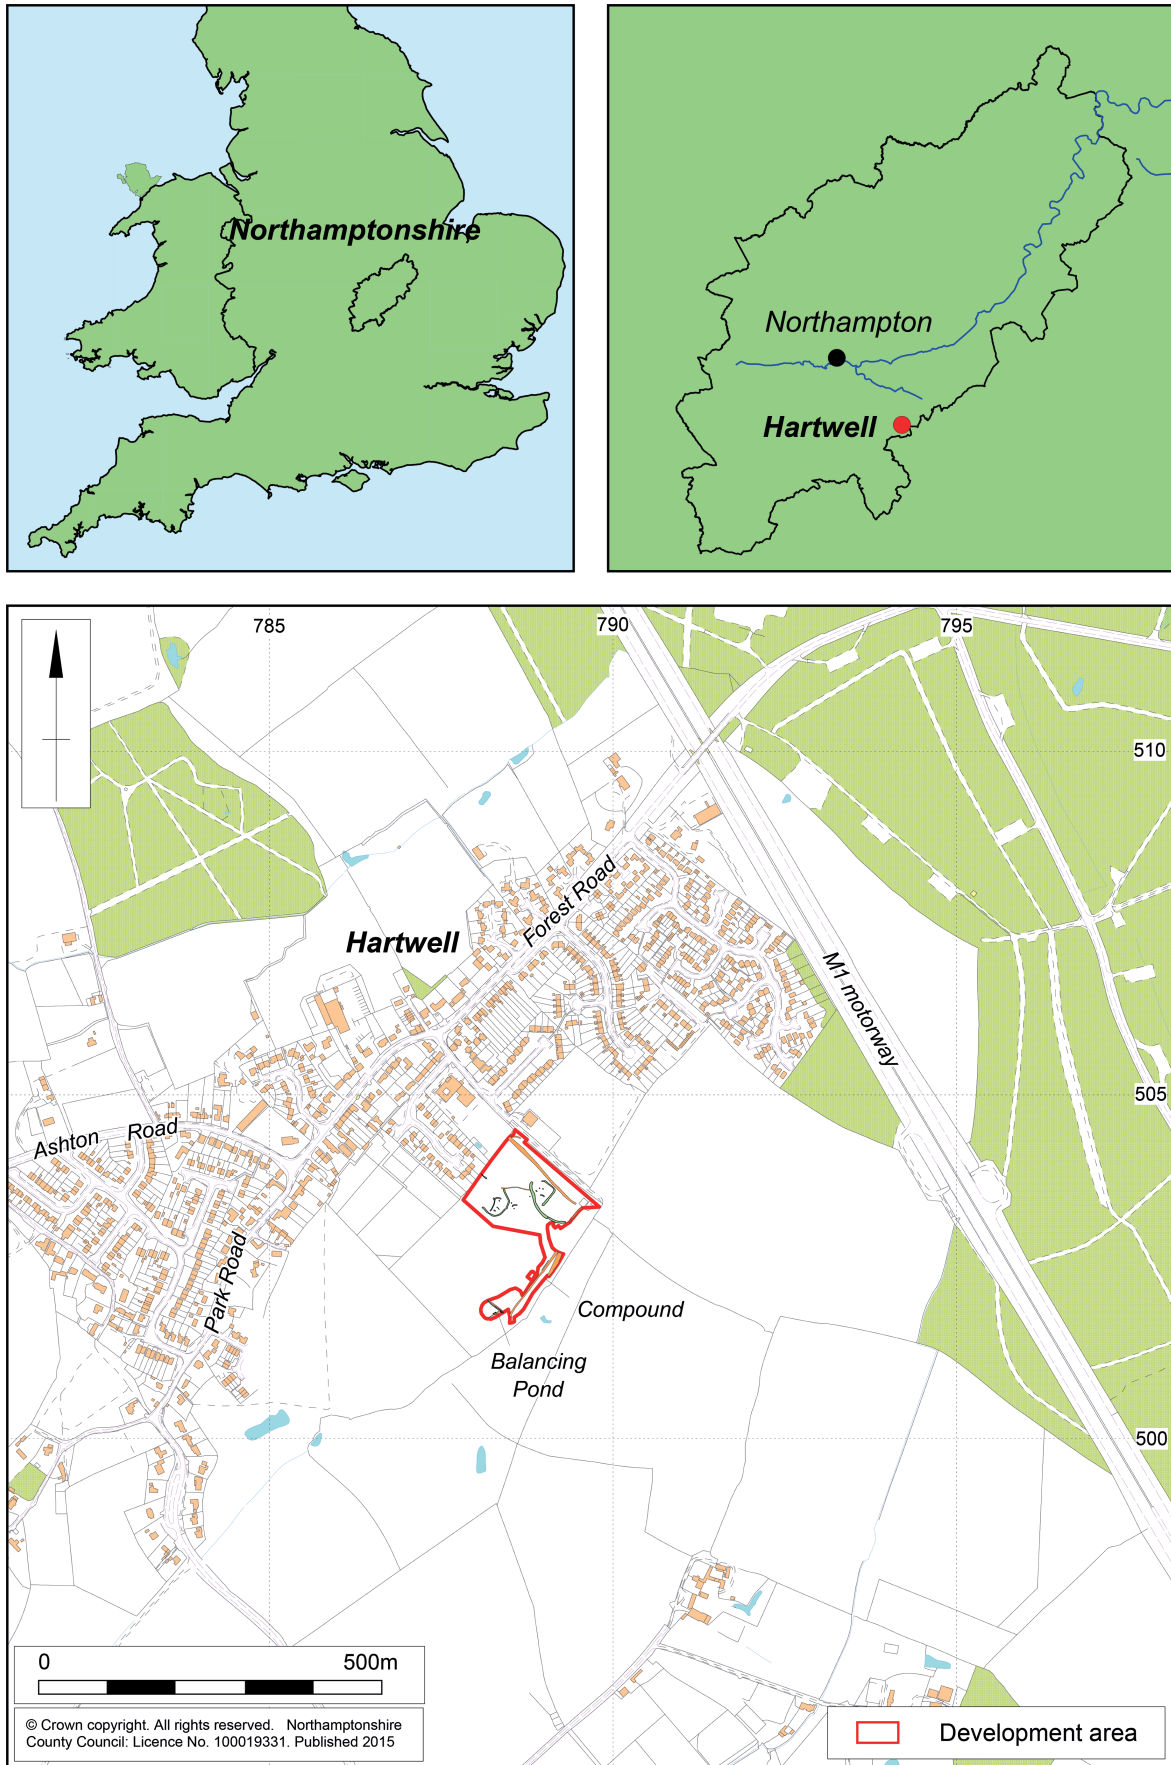 Northamptonshire
Northampton
Hartwell
785
790
795
510
Forest Road
Hartwell
M1 motorway
505
Ashton Road
Park Road
Compound
Balancing
Pond
500
0 500m
© Crown copyright. All rights reserved. Northamptonshire
County Council: Licence No. 100019331. Published 2015
Development area